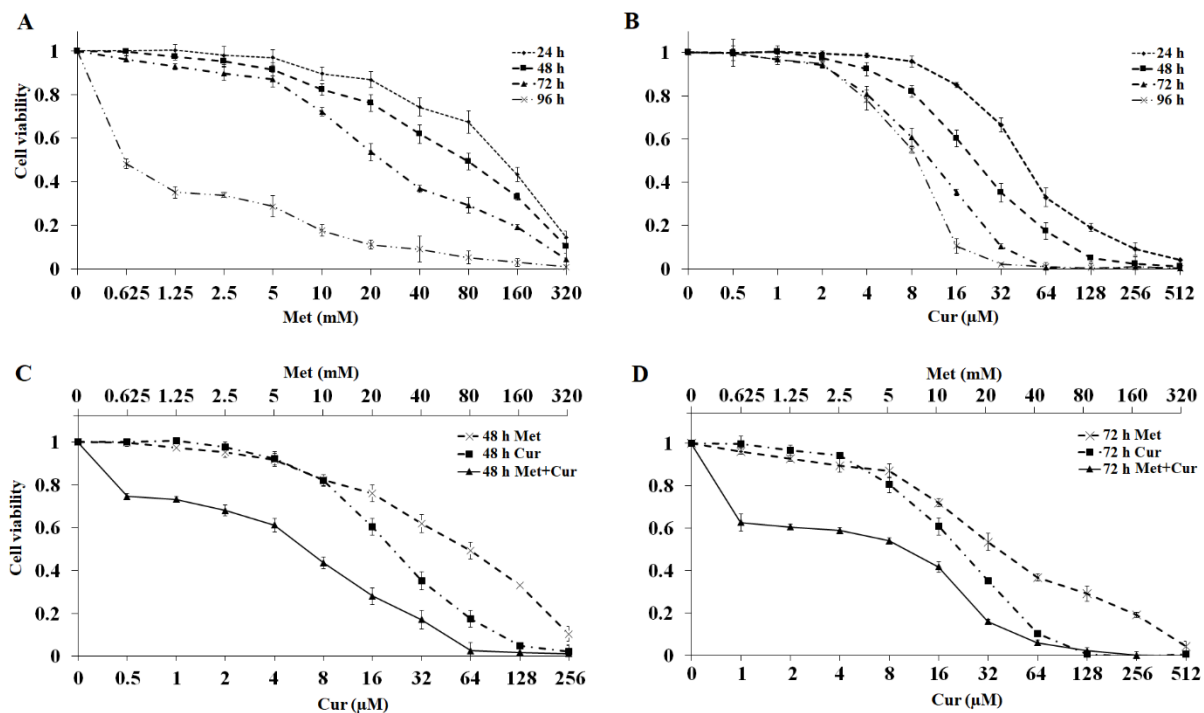 A
1
0.8
0.6
0.4
0.2
0
Cell viability
0 0.625 1.25 2.5 5 10 20 40 80 160 320
Met (mM)
24 h
48 h
72 h
96 h
B
1
0.8
0.6
0.4
0.2
0
0 0.5 1 2 4 8 16 32 64 128 256 512
Cur (µM)
24 h
48 h
72 h
96 h
C
Met (mM)
0 0.625 1.25 2.5 5 10 20 40 80 160 320
1
0.8
0.6
0.4
0.2
0
Cell viability
48 h Met
48 h Cur
48 h Met+Cur
0 0.5 1 2 4 8 16 32 64 128 256
Cur (µM)
D
Met (mM)
0 0.625 1.25 2.5 5 10 20 40 80 160 320
1
0.8
0.6
0.4
0.2
0
72 h Met
72 h Cur
72 h Met+Cur
0 1 2 4 8 16 32 64 128 256 512
Cur (µM)